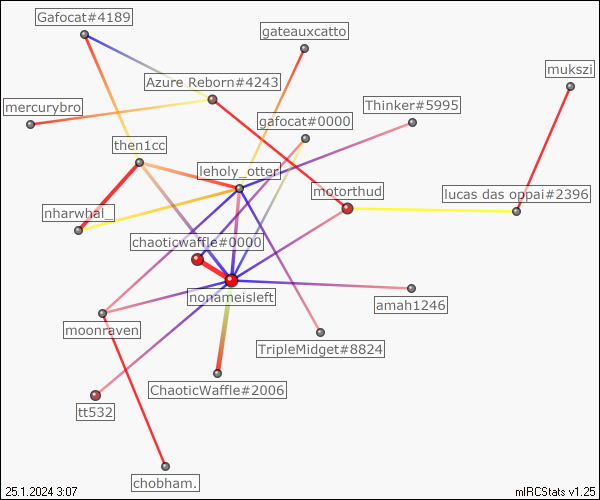 Gafocat#4189
gateauxcatto
mukszi
Azure Reborn#4243
mercurybro
Thinker#5995
gafocat#0000
then1cc
leholy_otter
motorthud
lucas das oppai#2396
nharwhal_
chaoticwaffle#0000
nonameisleft
amah1246
moonraven
TripleMidget#8824
ChaoticWaffle#2006
tt532
chobham.
25.1.2024 3:07
mIRCStats v1.25